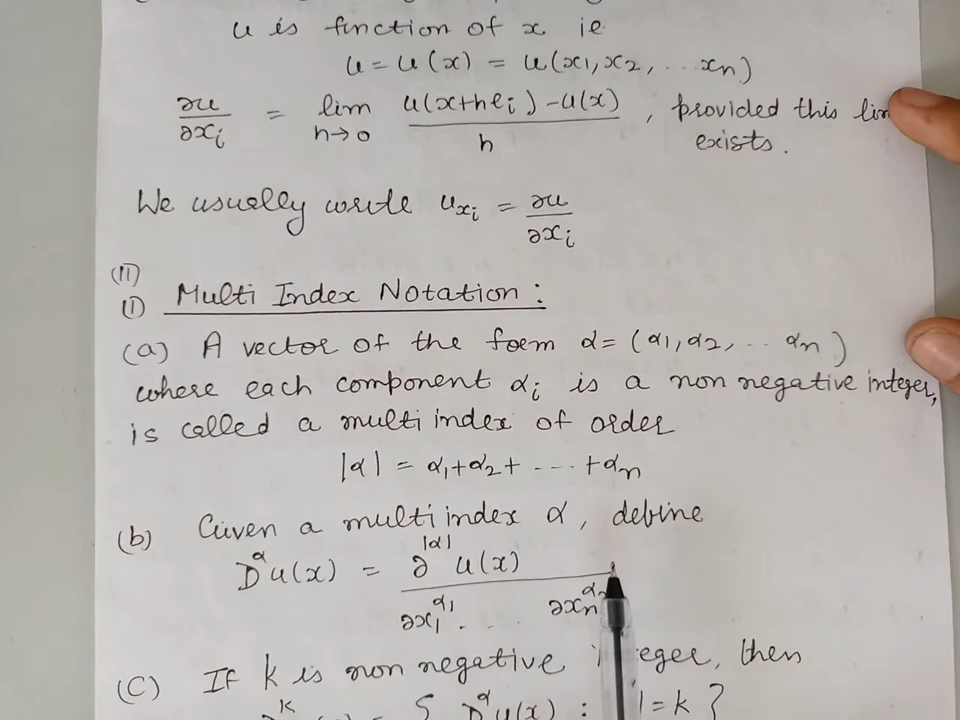 u is function of x ie
u = u(x) = u(x1, x2, ... xn)
∂u/∂xi = lim h→0 (u(x+hei) - u(x))/h , provided this
exists.
We usually write uxi = ∂u/∂xi
(II)
(1) Multi Index Notation :
(a) A vector of the form α = (α1, α2, .. αn)
where each component αi is a non negative integer,
is called a multi index of order
|α| = α1+α2+ ---- +αn
(b) Given a multi index α, define
D^α u(x) = ∂^|α| u(x) / ∂x1^α1 . . . ∂xn^α
(C) If k is non negative then
k = { D^α u(x) : = k }